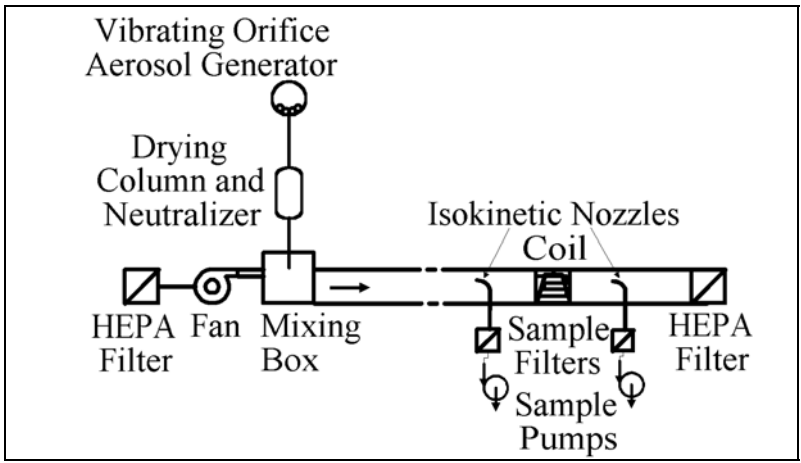 Vibrating Orifice
Aerosol Generator
Drying
Column and
Neutralizer
Isokinetic Nozzles
Coil
HEPA
Filter
Fan
Mixing
Box
Sample
Filters
HEPA
Filter
Sample
Pumps